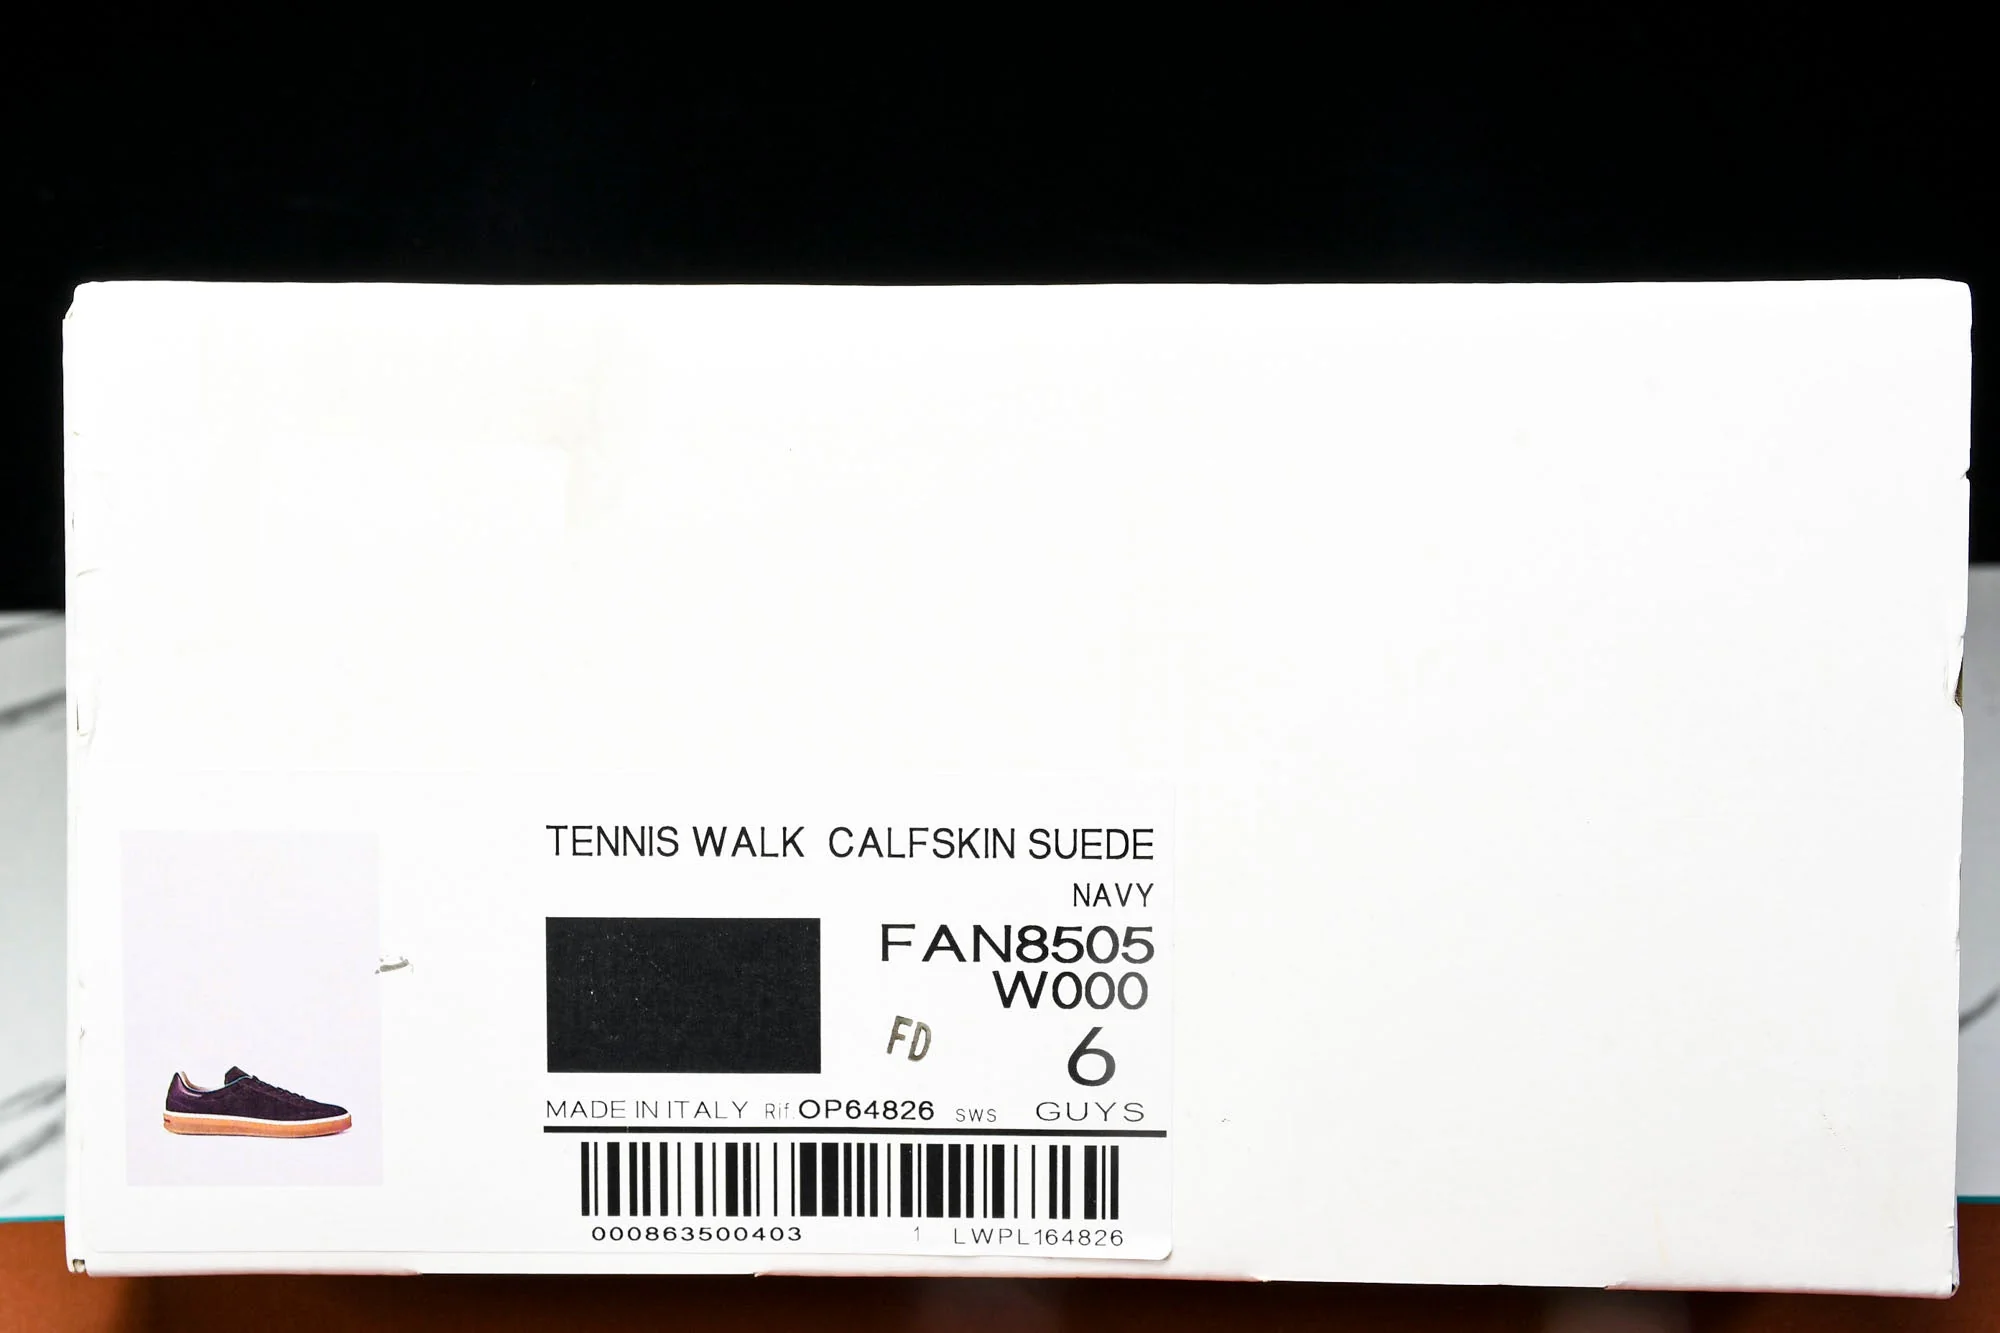 TENNIS WALK CALFSKIN SUEDE
NAVY
FAN8505
W000
FD
6
MADE IN ITALY Rif. OP64826 SWS GUYS
000863500403 1 LWPL164826